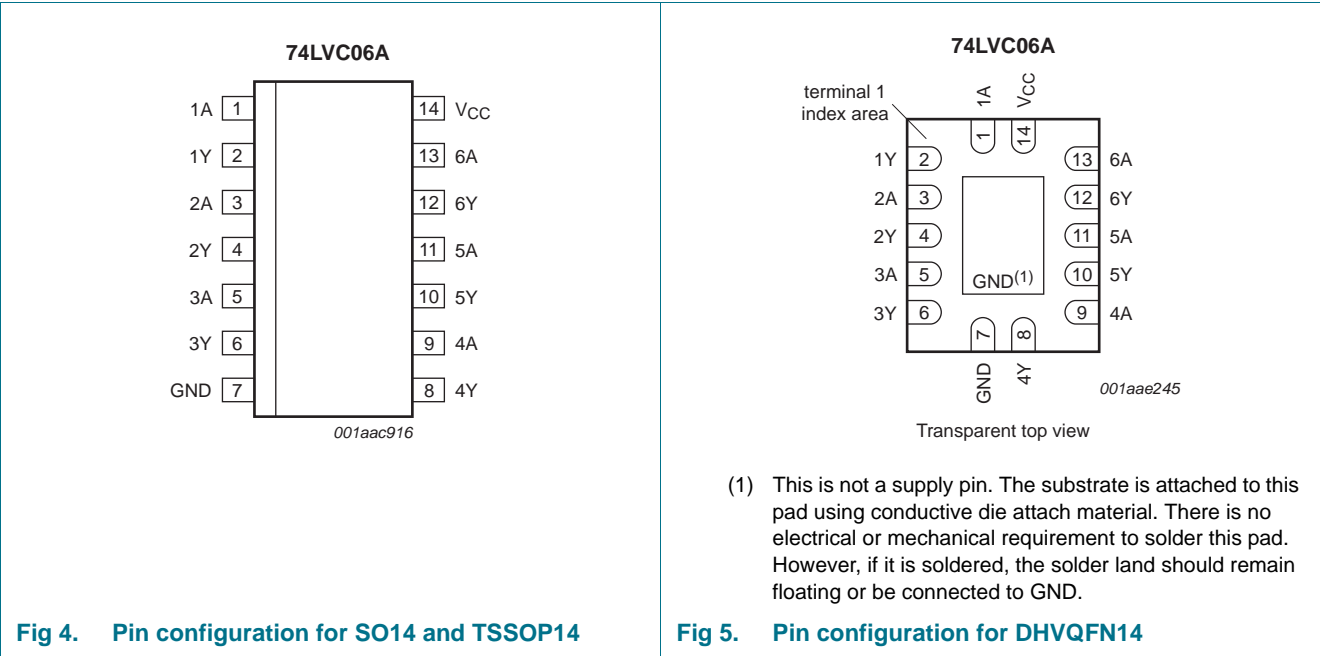 74LVC06A
1A 1
1Y 2
2A 3
2Y 4
3A 5
3Y 6
GND 7
14 VCC
13 6A
12 6Y
11 5A
10 5Y
9 4A
8 4Y
001aac916
Fig 4. Pin configuration for SO14 and TSSOP14
74LVC06A
terminal 1
index area
1A
VCC
1
14
1Y 2
2A 3
2Y 4
3A 5
3Y 6
13 6A
12 6Y
11 5A
10 5Y
9 4A
GND(1)
7
8
GND
4Y
001aae245
Transparent top view
(1) This is not a supply pin. The substrate is attached to this
pad using conductive die attach material. There is no
electrical or mechanical requirement to solder this pad.
However, if it is soldered, the solder land should remain
floating or be connected to GND.
Fig 5. Pin configuration for DHVQFN14